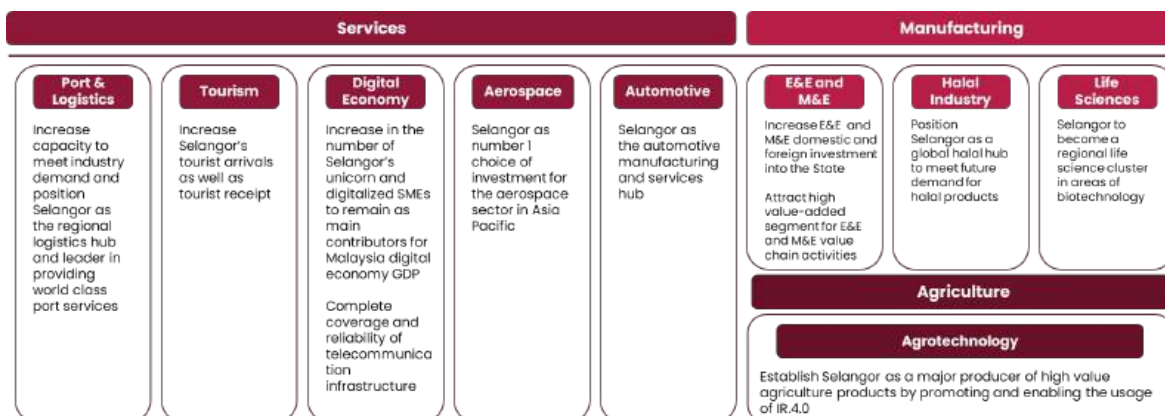 Services
Manufacturing
Port &
Logistics
Increase
capacity to
meet industry
demand and
position
Selangor as
the regional
logistics hub
and leader in
providing
world class
port services
Tourism
Increase
Selangor's
tourist arrivals
as well as
tourist receipt
Digital
Economy
Increase in the
number of
Selangor's
unicorn and
digitalized SMEs
to remain as
main
contributors for
Malaysia digital
economy GDP
Complete
coverage and
reliability of
telecommunica
tion
infrastructure
Aerospace
Selangor as
number 1
choice of
investment for
the aerospace
sector in Asia
Pacific
Automotive
Selangor as
the automotive
manufacturing
and services
hub
E&E and
M&E
Increase E&E and
M&E domestic and
foreign investment
into the State
Attract high
value-added
segment for E&E
and M&E value
chain activities
Halal
Industry
Position
Selangor as a
global halal hub
to meet future
demand for
halal products
Life
Sciences
Selangor to
become a
regional life
science cluster
in areas of
biotechnology
Agriculture
Agrotechnology
Establish Selangor as a major producer of high value
agriculture products by promoting and enabling the usage
of IR.4.0